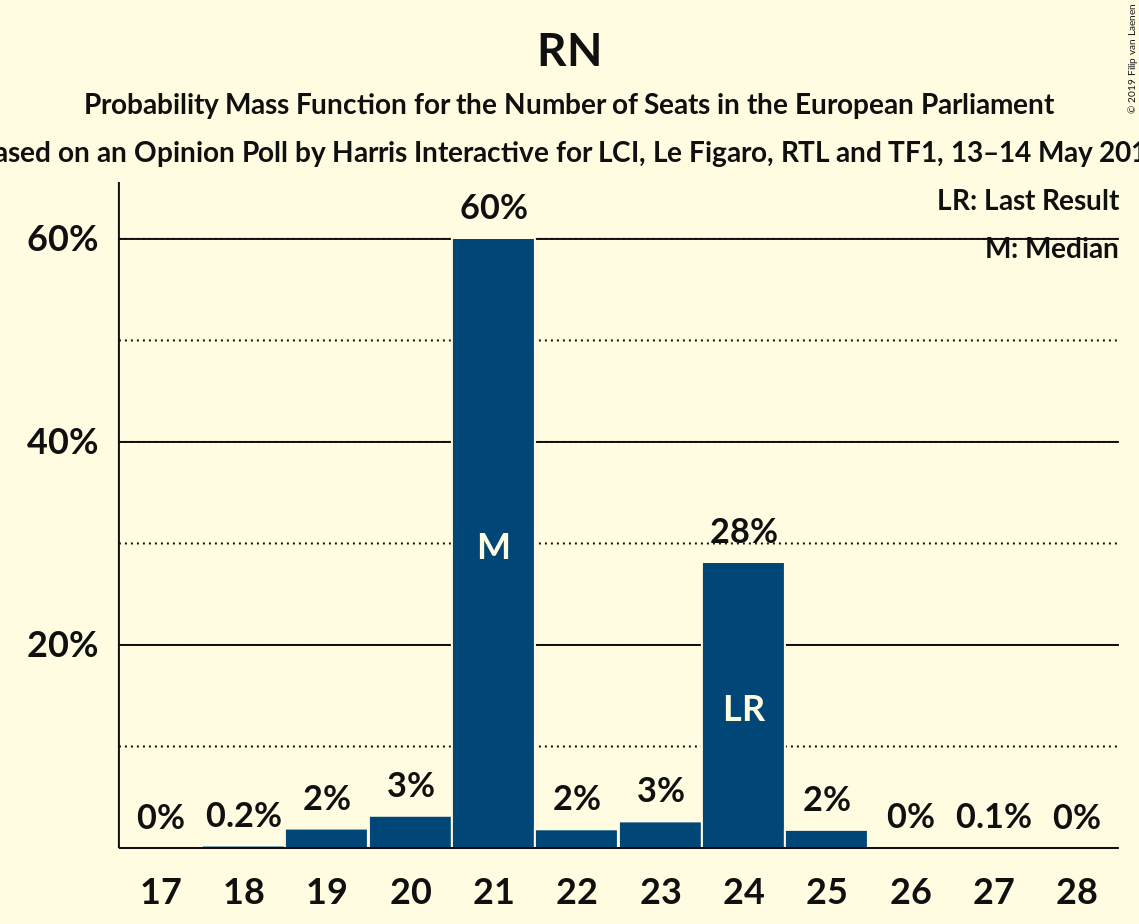 RN
Probability Mass Function for the Number of Seats in the European Parliament
ased on an Opinion Poll by Harris Interactive for LCI, Le Figaro, RTL and TF1, 13–14 May 201
© 2019 Filip van Laenen
LR: Last Result
M: Median
60%
40%
20%
0% 0.2% 2% 3% 60% 2% 3% 28% 2% 0% 0.1% 0%
M
LR
17 18 19 20 21 22 23 24 25 26 27 28